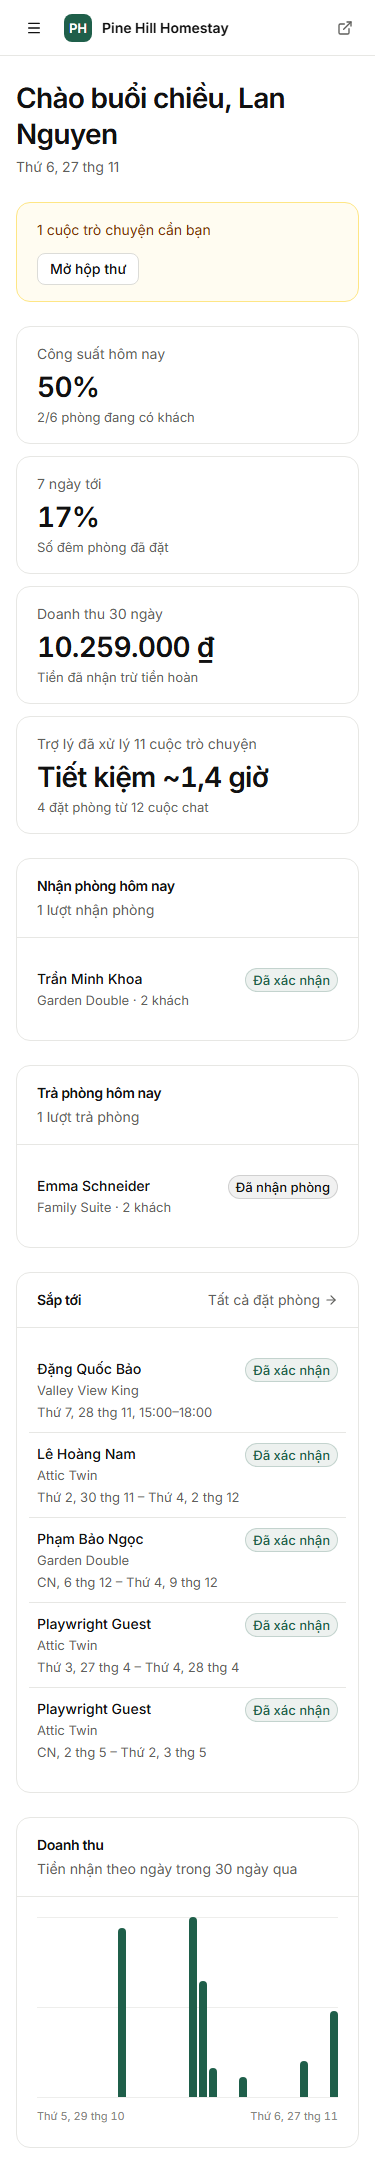 PH Pine Hill Homestay
Chào buổi chiều, Lan
Nguyen
Thứ 6, 27 thg 11
1 cuộc trò chuyện cần bạn
Mở hộp thư
Công suất hôm nay
50%
2/6 phòng đang có khách
7 ngày tới
17%
Số đêm phòng đã đặt
Doanh thu 30 ngày
10.259.000 ₫
Tiền đã nhận trừ tiền hoàn
Trợ lý đã xử lý 11 cuộc trò chuyện
Tiết kiệm ~1,4 giờ
4 đặt phòng từ 12 cuộc chat
Nhận phòng hôm nay
1 lượt nhận phòng
Trần Minh Khoa Đã xác nhận
Garden Double · 2 khách
Trả phòng hôm nay
1 lượt trả phòng
Emma Schneider Đã nhận phòng
Family Suite · 2 khách
Sắp tới Tất cả đặt phòng →
Đặng Quốc Bảo Đã xác nhận
Valley View King
Thứ 7, 28 thg 11, 15:00–18:00
Lê Hoàng Nam Đã xác nhận
Attic Twin
Thứ 2, 30 thg 11 – Thứ 4, 2 thg 12
Phạm Bảo Ngọc Đã xác nhận
Garden Double
CN, 6 thg 12 – Thứ 4, 9 thg 12
Playwright Guest Đã xác nhận
Attic Twin
Thứ 3, 27 thg 4 – Thứ 4, 28 thg 4
Playwright Guest Đã xác nhận
Attic Twin
CN, 2 thg 5 – Thứ 2, 3 thg 5
Doanh thu
Tiền nhận theo ngày trong 30 ngày qua
Thứ 5, 29 thg 10 Thứ 6, 27 thg 11